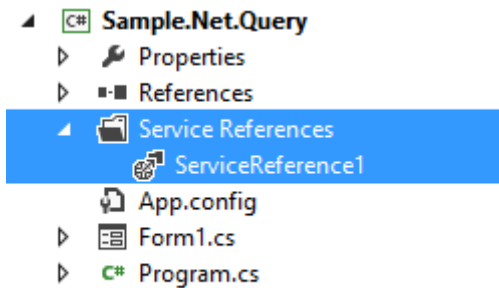 C# Sample.Net.Query
Properties
References
Service References
ServiceReference1
App.config
Form1.cs
C# Program.cs